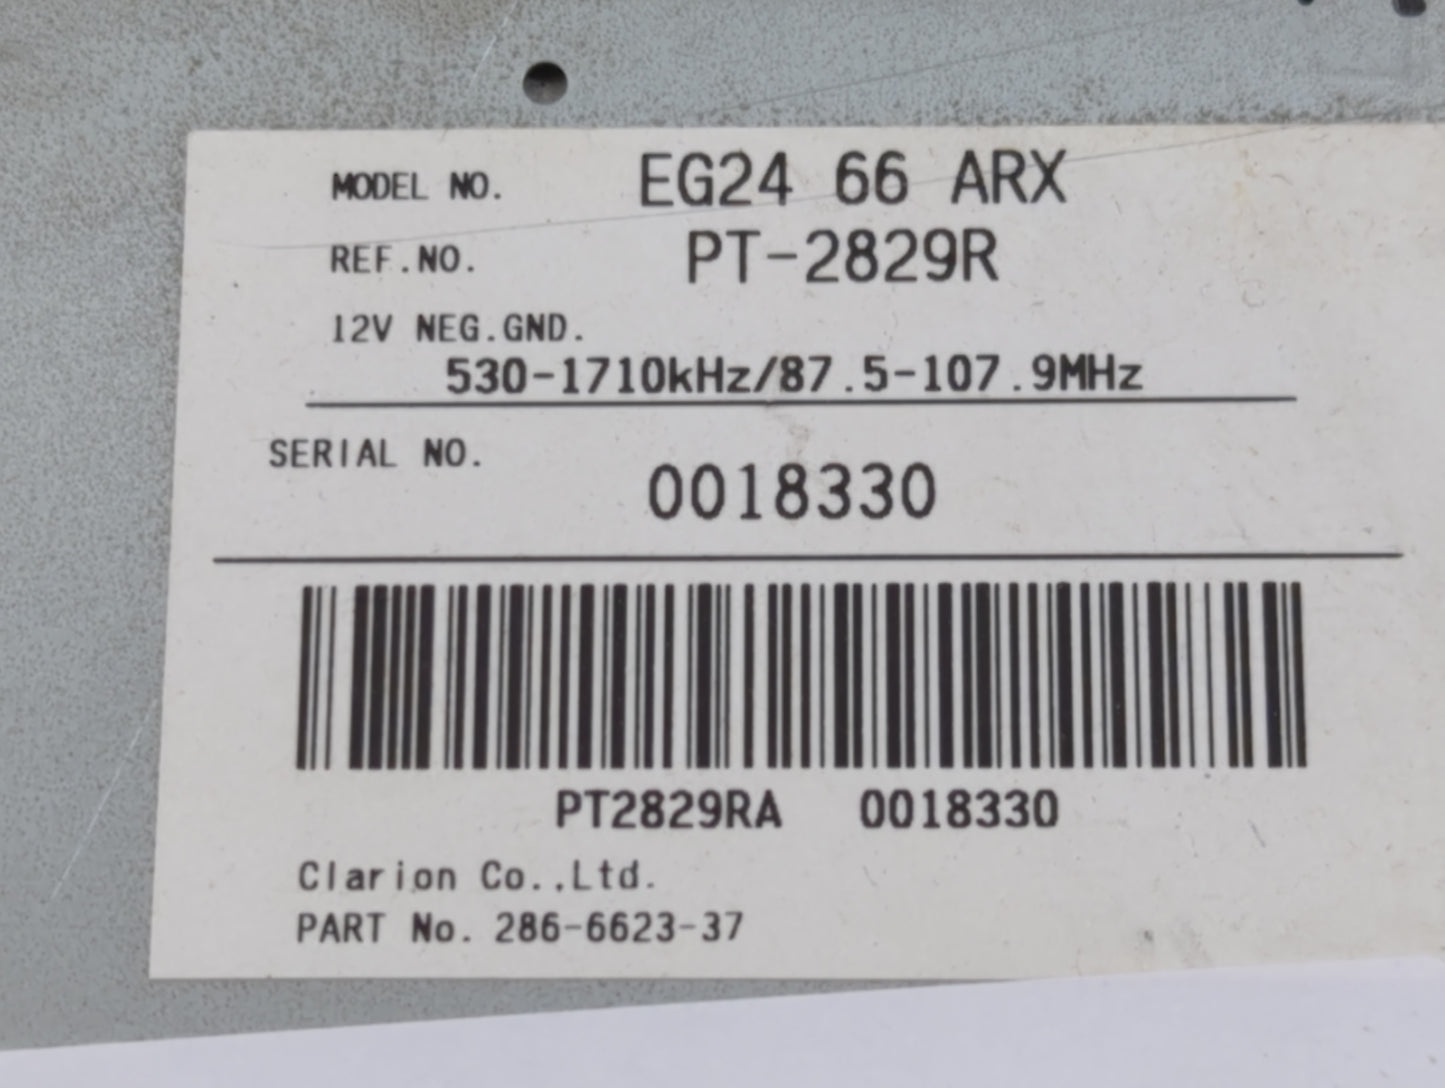 MODEL NO. EG24 66 ARX
REF.NO. PT-2829R
12V NEG.GND.
530-1710kHz/87.5-107.9MHz
SERIAL NO.
0018330
PT2829RA 0018330
Clarion Co.,Ltd.
PART No. 286-6623-37